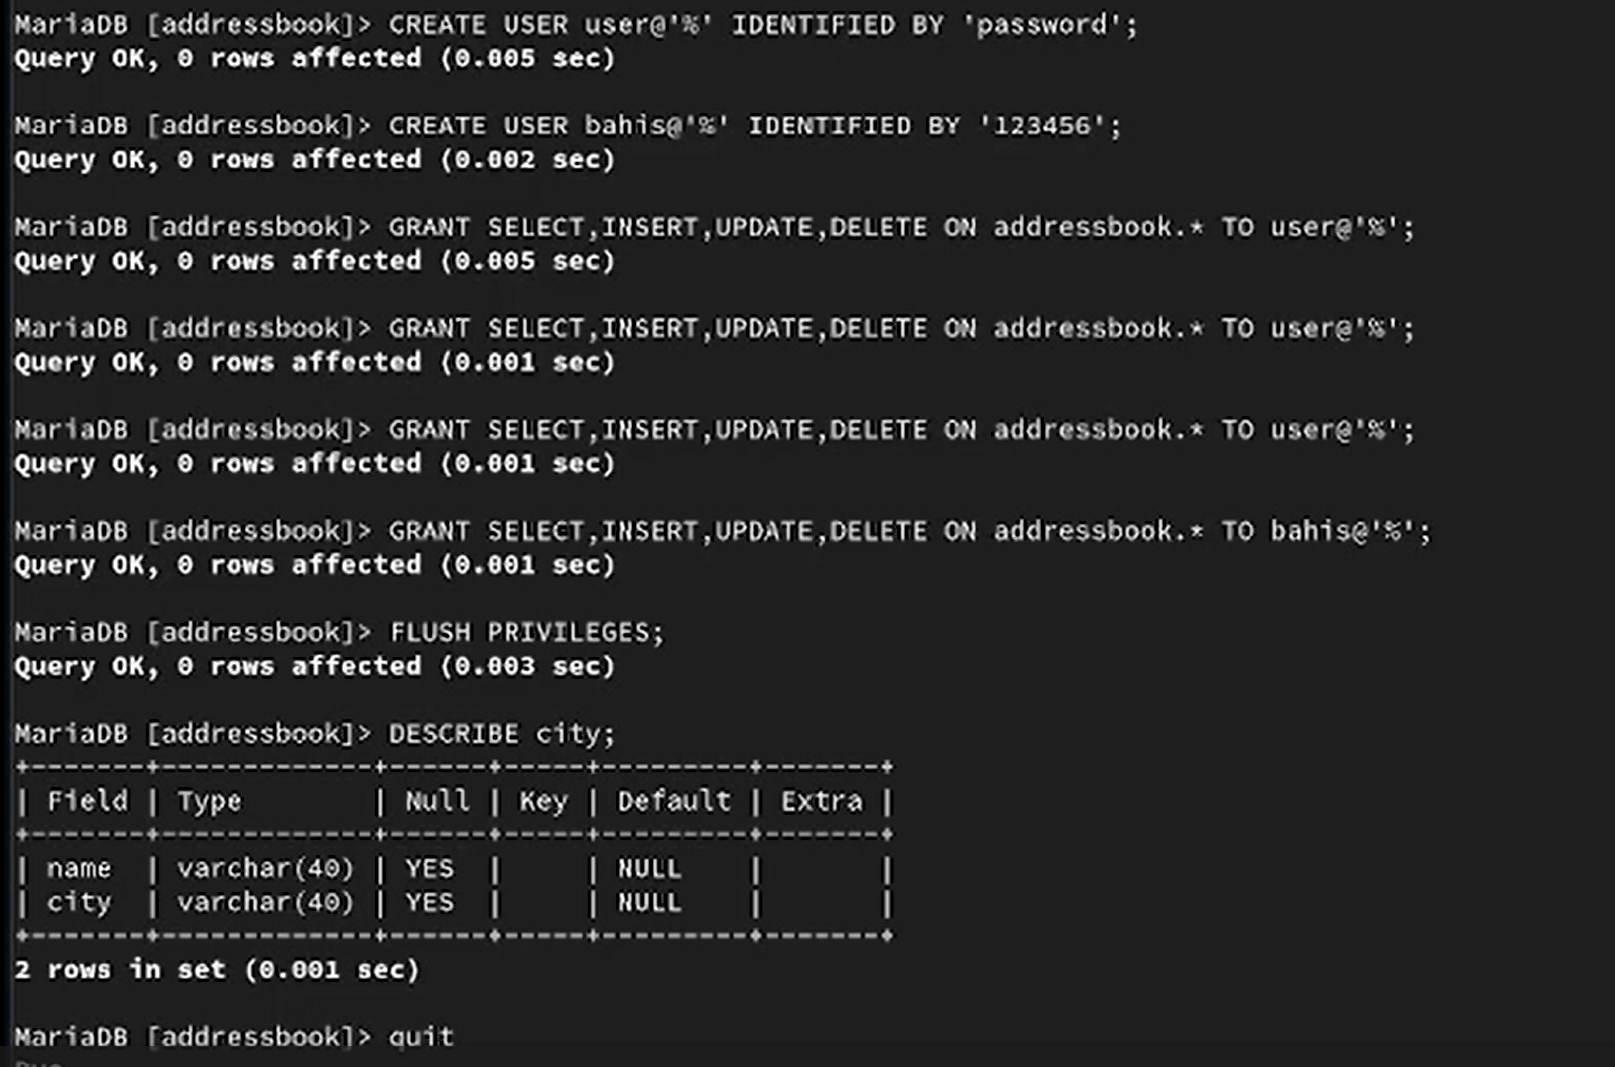 MariaDB [addressbook]> CREATE USER user@'%' IDENTIFIED BY 'password';
Query OK, 0 rows affected (0.005 sec)
MariaDB [addressbook]> CREATE USER bahis@'%' IDENTIFIED BY '123456';
Query OK, 0 rows affected (0.002 sec)
MariaDB [addressbook]> GRANT SELECT,INSERT,UPDATE,DELETE ON addressbook.* TO user@'%';
Query OK, 0 rows affected (0.005 sec)
MariaDB [addressbook]> GRANT SELECT,INSERT,UPDATE,DELETE ON addressbook.* TO user@'%';
Query OK, 0 rows affected (0.001 sec)
MariaDB [addressbook]> GRANT SELECT,INSERT,UPDATE,DELETE ON addressbook.* TO user@'%';
Query OK, 0 rows affected (0.001 sec)
MariaDB [addressbook]> GRANT SELECT,INSERT,UPDATE,DELETE ON addressbook.* TO bahis@'%';
Query OK, 0 rows affected (0.001 sec)
MariaDB [addressbook]> FLUSH PRIVILEGES;
Query OK, 0 rows affected (0.003 sec)
MariaDB [addressbook]> DESCRIBE city;
+-------+-------------+------+-----+---------+-------+
| Field | Type        | Null | Key | Default | Extra |
+-------+-------------+------+-----+---------+-------+
| name  | varchar(40) | YES  |     | NULL    |       |
| city  | varchar(40) | YES  |     | NULL    |       |
+-------+-------------+------+-----+---------+-------+
2 rows in set (0.001 sec)
MariaDB [addressbook]> quit